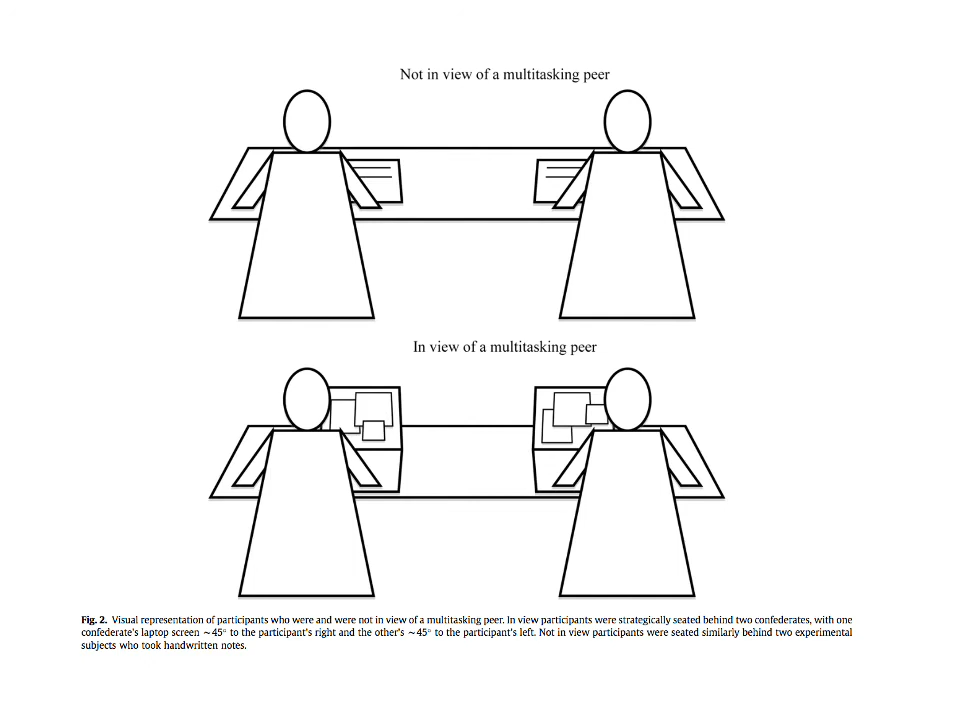 Not in view of a multitasking peer
In view of a multitasking peer
Fig. 2. Visual representation of participants who were and were not in view of a multitasking peer. In view participants were strategically seated behind two confederates, with one
confederate's laptop screen ~45° to the participant's right and the other's ~45° to the participant's left. Not in view participants were seated similarly behind two experimental
subjects who took handwritten notes.